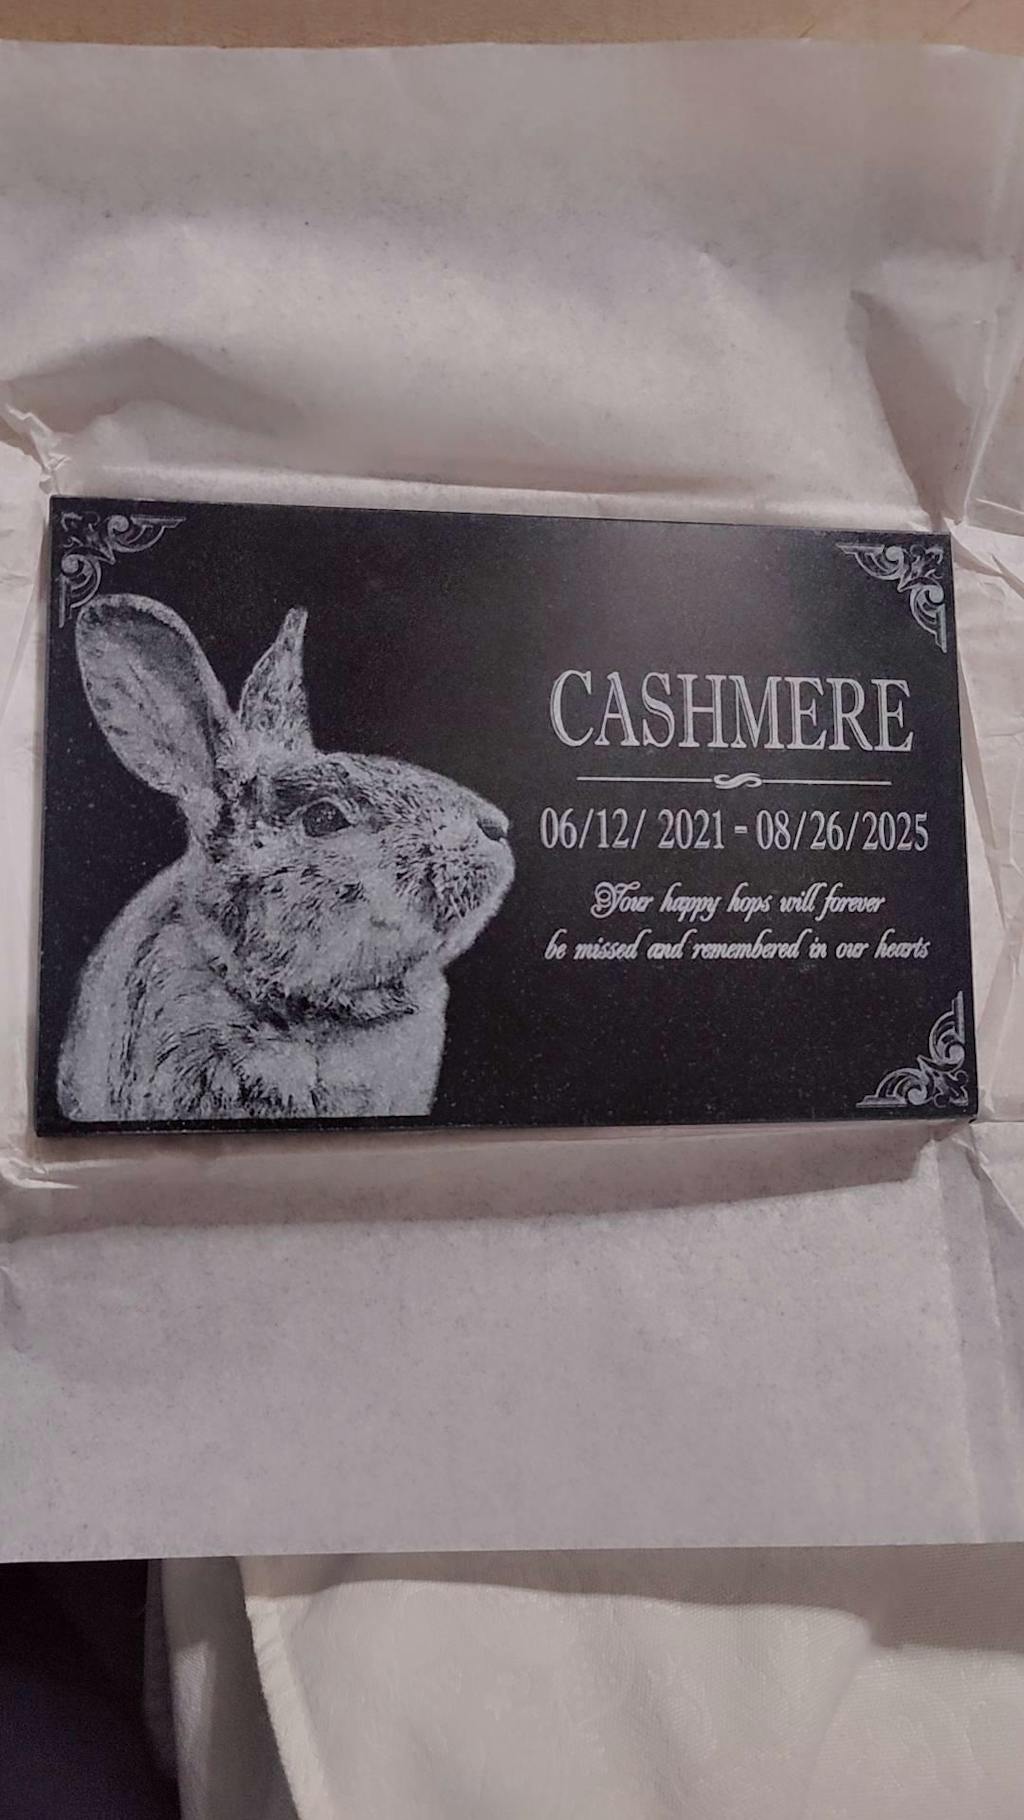 CASHMERE
06/12/ 2021 - 08/26/2025
Your happy hops will forever
be missed and remembered in our hearts